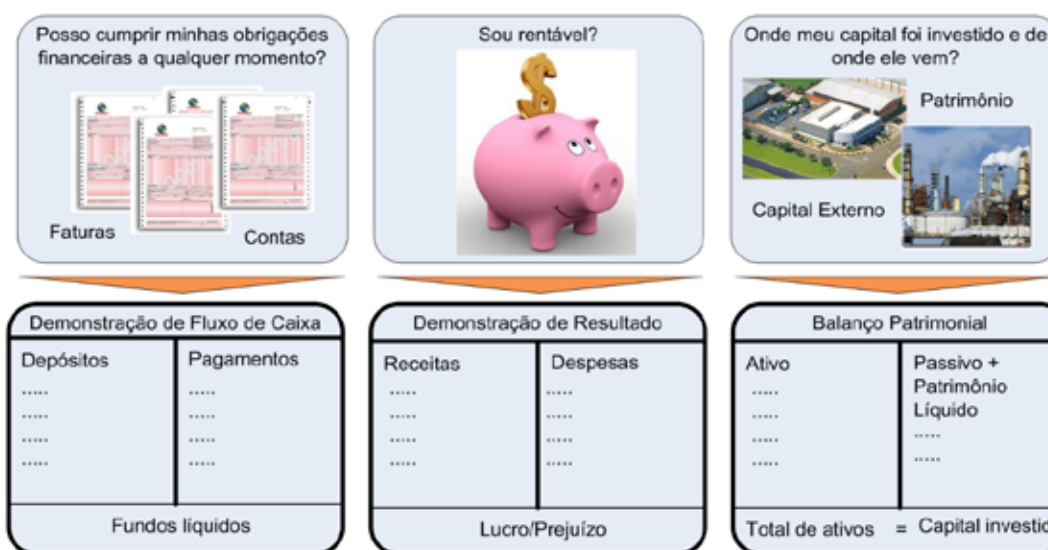 Posso cumprir minhas obrigações
financeiras a qualquer momento?
Faturas
Contas
Sou rentável?
Onde meu capital foi investido e de
onde ele vem?
Patrimônio
Capital Externo
Demonstração de Fluxo de Caixa
Depósitos
Pagamentos
.....
.....
.....
.....
.....
.....
.....
.....
Fundos líquidos
Demonstração de Resultado
Receitas
Despesas
.....
.....
.....
.....
.....
.....
.....
.....
Lucro/Prejuízo
Balanço Patrimonial
Ativo
Passivo +
Patrimônio
Líquido
.....
.....
.....
.....
.....
.....
Total de ativos = Capital investid